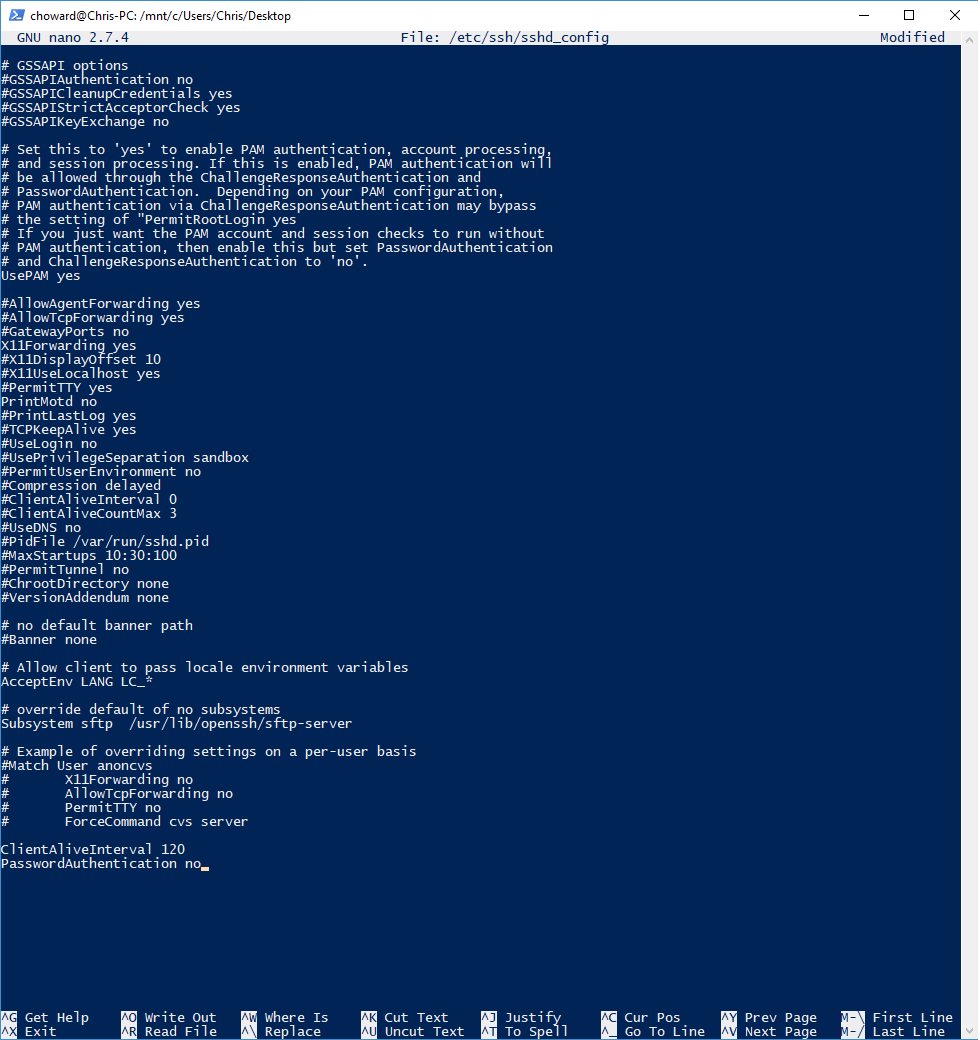 choward@Chris-PC: /mnt/c/Users/Chris/Desktop
GNU nano 2.7.4 File: /etc/ssh/sshd_config Modified
# GSSAPI options
#GSSAPIAuthentication no
#GSSAPICleanupCredentials yes
#GSSAPIStrictAcceptorCheck yes
#GSSAPIKeyExchange no
# Set this to 'yes' to enable PAM authentication, account processing,
# and session processing. If this is enabled, PAM authentication will
# be allowed through the ChallengeResponseAuthentication and
# PasswordAuthentication.  Depending on your PAM configuration,
# PAM authentication via ChallengeResponseAuthentication may bypass
# the setting of "PermitRootLogin yes
# If you just want the PAM account and session checks to run without
# PAM authentication, then enable this but set PasswordAuthentication
# and ChallengeResponseAuthentication to 'no'.
UsePAM yes
#AllowAgentForwarding yes
#AllowTcpForwarding yes
#GatewayPorts no
X11Forwarding yes
#X11DisplayOffset 10
#X11UseLocalhost yes
#PermitTTY yes
PrintMotd no
#PrintLastLog yes
#TCPKeepAlive yes
#UseLogin no
#UsePrivilegeSeparation sandbox
#PermitUserEnvironment no
#Compression delayed
#ClientAliveInterval 0
#ClientAliveCountMax 3
#UseDNS no
#PidFile /var/run/sshd.pid
#MaxStartups 10:30:100
#PermitTunnel no
#ChrootDirectory none
#VersionAddendum none
# no default banner path
#Banner none
# Allow client to pass locale environment variables
AcceptEnv LANG LC_*
# override default of no subsystems
Subsystem sftp  /usr/lib/openssh/sftp-server
# Example of overriding settings on a per-user basis
#Match User anoncvs
#       X11Forwarding no
#       AllowTcpForwarding no
#       PermitTTY no
#       ForceCommand cvs server
ClientAliveInterval 120
PasswordAuthentication no
^G Get Help ^O Write Out ^W Where Is ^K Cut Text ^J Justify ^C Cur Pos ^Y Prev Page M-\ First Line
^X Exit ^R Read File ^\ Replace ^U Uncut Text ^T To Spell ^_ Go To Line ^V Next Page M-/ Last Line